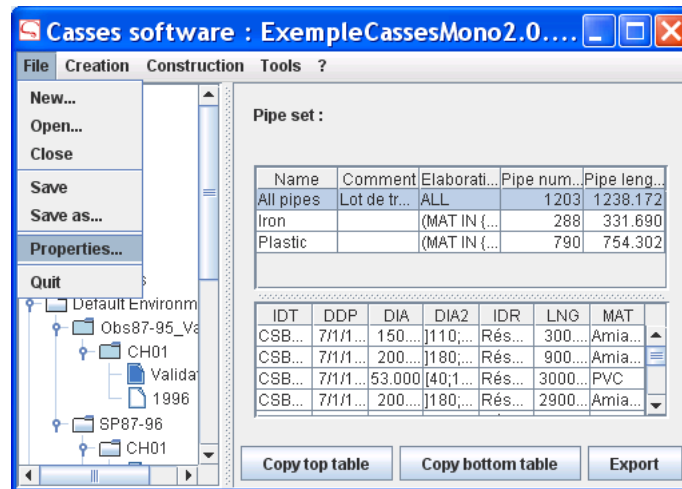 Casses software : ExempleCassesMono2.0....
File Creation Construction Tools ?
New...
Open...
Close
Save
Save as...
Properties...
Quit
Default Environm
Obs87-95_Va
CH01
Valida
1996
SP87-96
CH01
Pipe set :
Name Comment Elaborati... Pipe num... Pipe leng...
All pipes Lot de tr... ALL 1203 1238.172
Iron (MAT IN {... 288 331.690
Plastic (MAT IN {... 790 754.302
IDT DDP DIA DIA2 IDR LNG MAT
CSB... 7/1/1... 150.... ]110;... Rés... 300.... Amia...
CSB... 7/1/1... 200.... ]180;... Rés... 900.... Amia...
CSB... 7/1/1... 53.000 [40;1... Rés... 3000... PVC
CSB... 7/1/1... 200.... ]180;... Rés... 2900... Amia...
Copy top table Copy bottom table Export